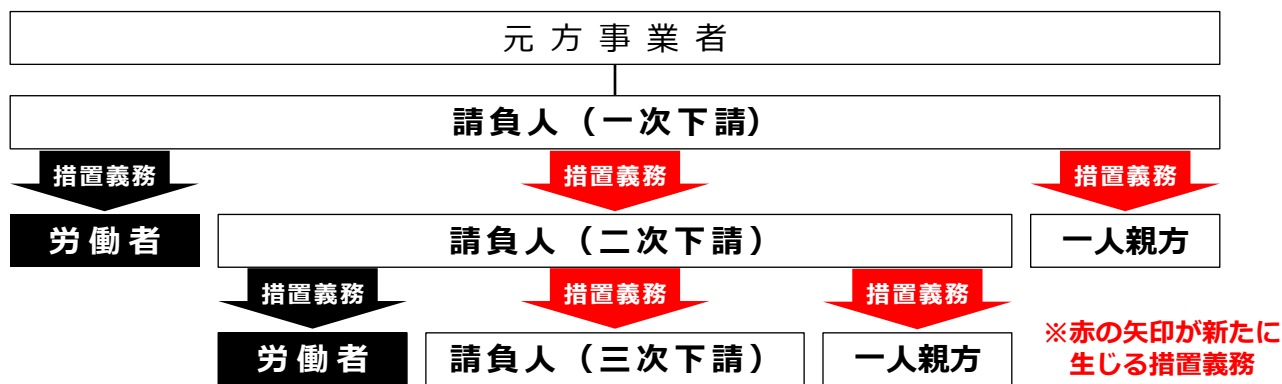 元方事業者
請負人（一次下請）
措置義務
措置義務
措置義務
労働者
請負人（二次下請）
一人親方
措置義務
措置義務
措置義務
労働者
請負人（三次下請）
一人親方
※赤の矢印が新たに
生じる措置義務